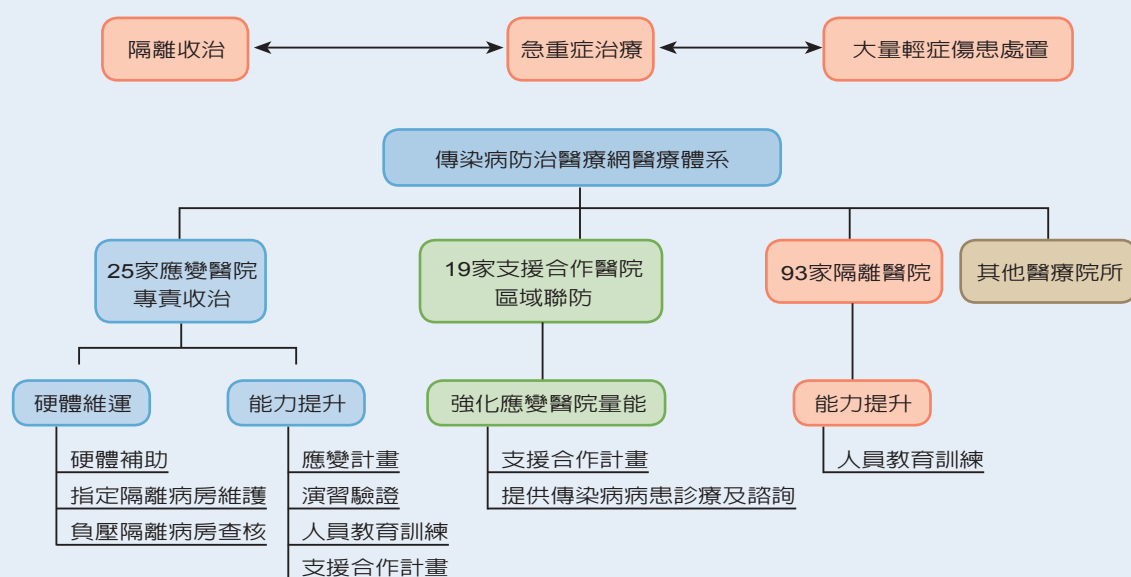 隔離收治
急重症治療
大量輕症傷患處置
傳染病防治醫療網醫療體系
25家應變醫院
專責收治
19家支援合作醫院
區域聯防
93家隔離醫院
其他醫療院所
硬體維運
能力提升
強化應變醫院量能
能力提升
硬體補助
指定隔離病房維護
負壓隔離病房查核
應變計畫
演習驗證
人員教育訓練
支援合作計畫
支援合作計畫
提供傳染病病患診療及諮詢
人員教育訓練